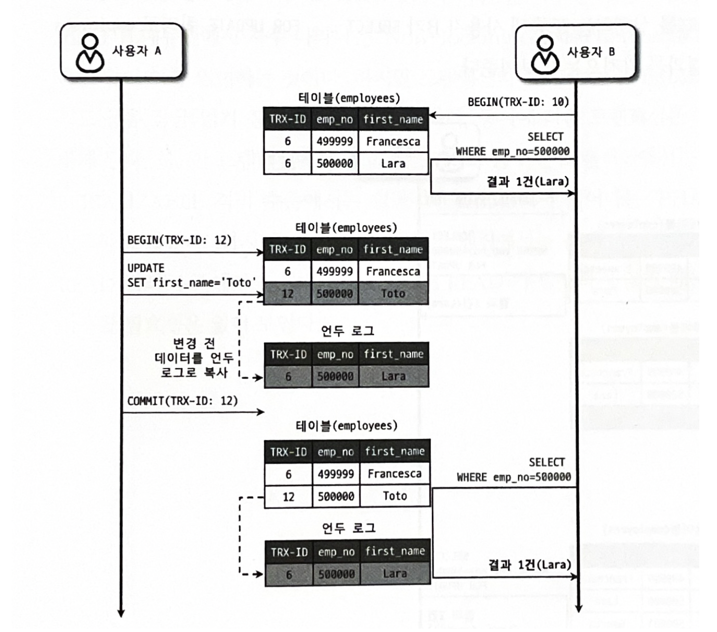 사용자 A
사용자 B
테이블(employees)
BEGIN(TRX-ID: 10)
TRX-ID emp_no first_name
6 499999 Francesca
6 500000 Lara
SELECT
WHERE emp_no=500000
결과 1건(Lara)
테이블(employees)
BEGIN(TRX-ID: 12)
TRX-ID emp_no first_name
6 499999 Francesca
12 500000 Toto
UPDATE
SET first_name='Toto'
언두 로그
변경 전
데이터를 언두
로그로 복사
TRX-ID emp_no first_name
6 500000 Lara
COMMIT(TRX-ID: 12)
테이블(employees)
TRX-ID emp_no first_name
6 499999 Francesca
12 500000 Toto
SELECT
WHERE emp_no=500000
언두 로그
TRX-ID emp_no first_name
6 500000 Lara
결과 1건(Lara)